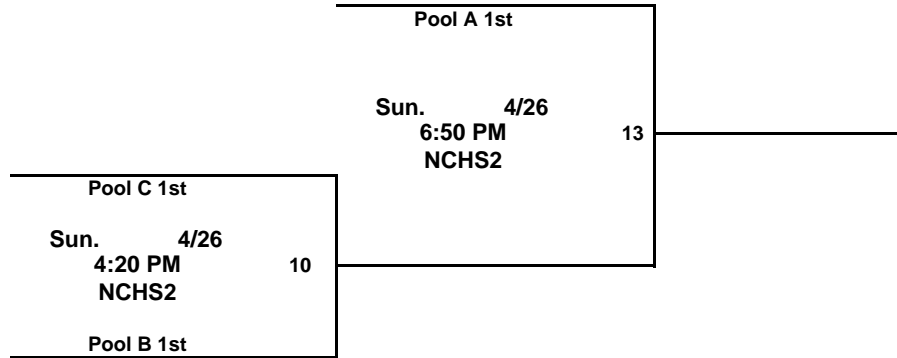 Pool A 1st
Sun. 4/26
6:50 PM 13
NCHS2
Pool C 1st
Sun. 4/26
4:20 PM 10
NCHS2
Pool B 1st